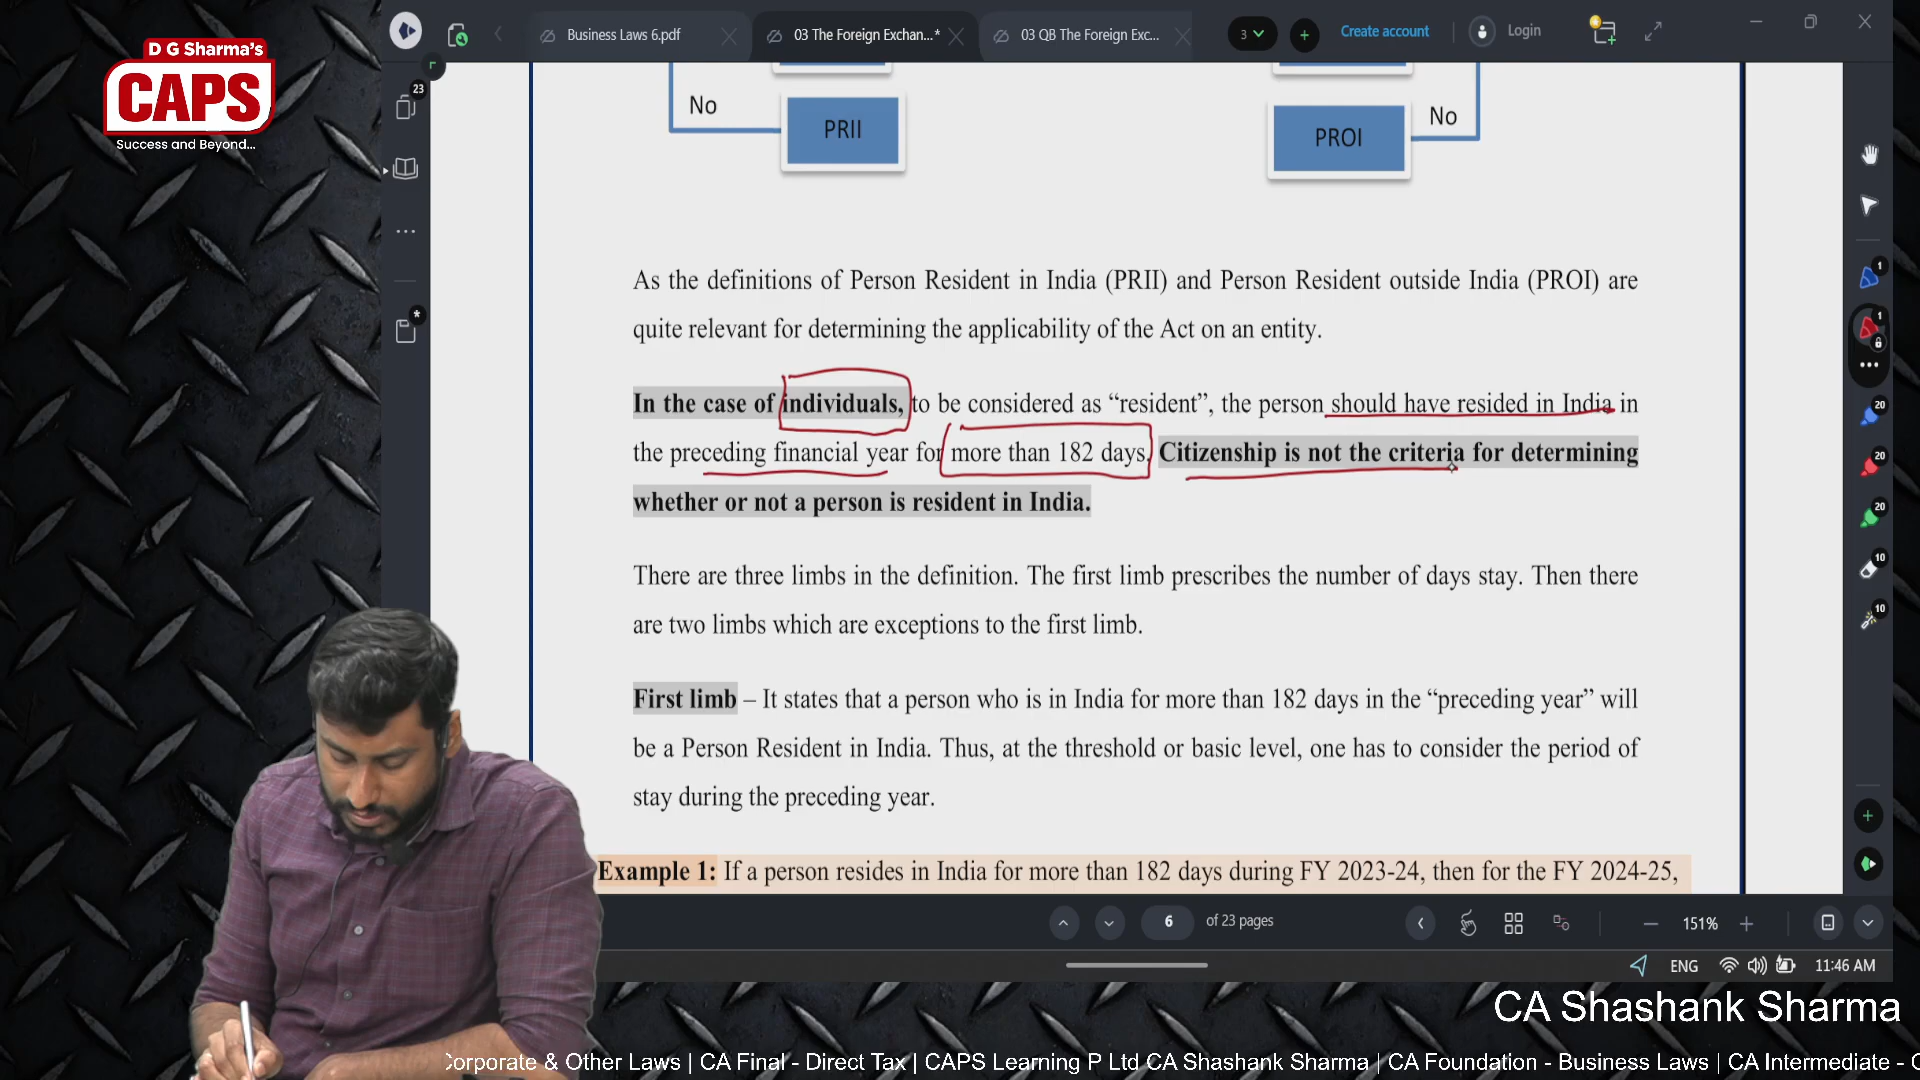 D G Sharma's
CAPS
Success and Beyond...
Business Laws 6.pdf
03 The Foreign Exchan...*
03 QB The Foreign Exc...
3
Create account
Login
23
No
PRII
PROI
No
As the definitions of Person Resident in India (PRII) and Person Resident outside India (PROI) are
quite relevant for determining the applicability of the Act on an entity.
In the case of individuals, to be considered as “resident”, the person should have resided in India in
the preceding financial year for more than 182 days. Citizenship is not the criteria for determining
whether or not a person is resident in India.
There are three limbs in the definition. The first limb prescribes the number of days stay. Then there
are two limbs which are exceptions to the first limb.
First limb – It states that a person who is in India for more than 182 days in the “preceding year” will
be a Person Resident in India. Thus, at the threshold or basic level, one has to consider the period of
stay during the preceding year.
Example 1: If a person resides in India for more than 182 days during FY 2023-24, then for the FY 2024-25,
1
1
20
20
20
10
10
6
of 23 pages
151%
ENG
11:46 AM
CA Shashank Sharma
Corporate & Other Laws | CA Final - Direct Tax | CAPS Learning P Ltd CA Shashank Sharma | CA Foundation - Business Laws | CA Intermediate - C